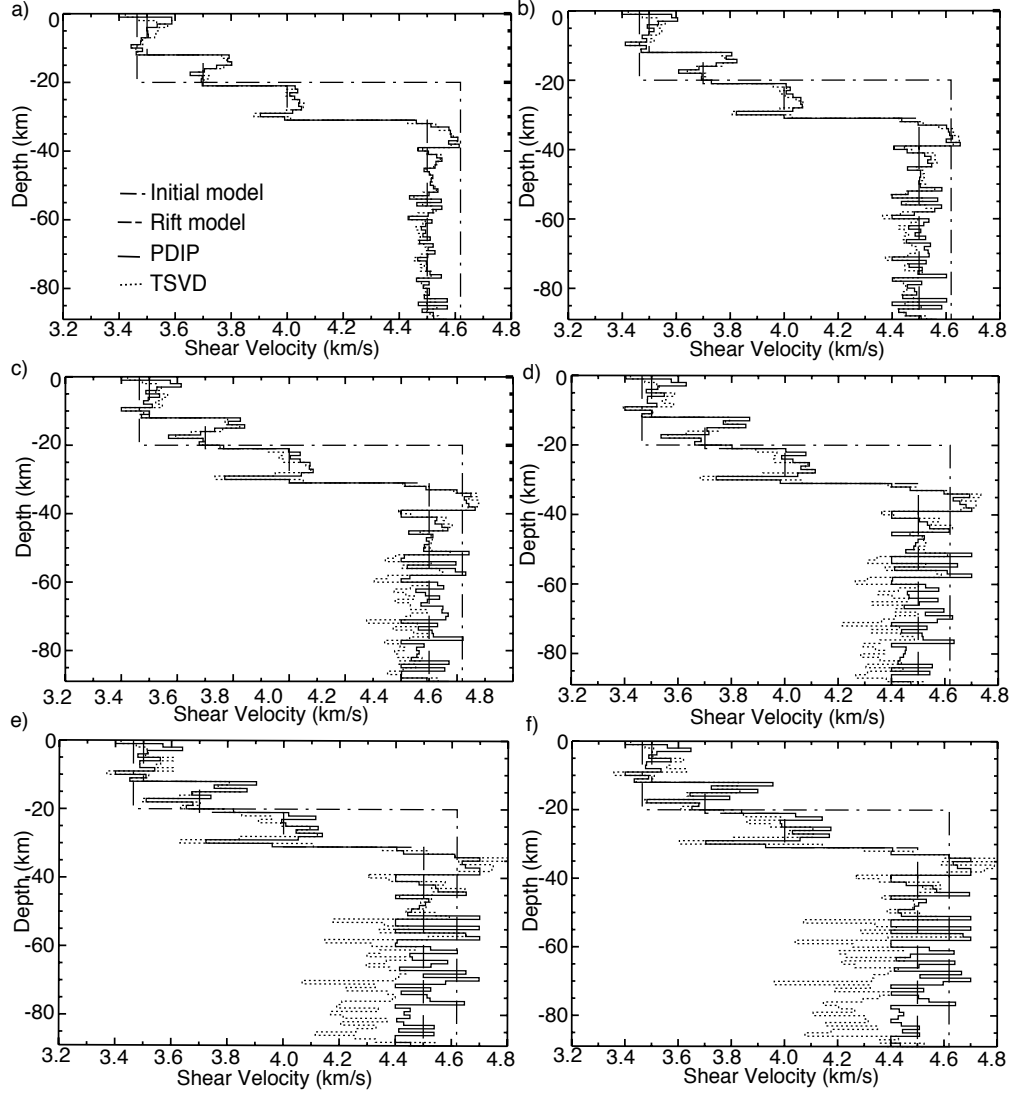 a)
0
-20
-40
-60
-80
Depth (km)
Initial model
Rift model
PDIP
TSVD
3.2 3.4 3.6 3.8 4.0 4.2 4.4 4.6 4.8
Shear Velocity (km/s)
b)
0
-20
-40
-60
-80
Depth (km)
3.2 3.4 3.6 3.8 4.0 4.2 4.4 4.6 4.8
Shear Velocity (km/s)
c)
0
-20
-40
-60
-80
Depth (km)
3.2 3.4 3.6 3.8 4.0 4.2 4.4 4.6 4.8
Shear Velocity (km/s)
d)
0
-20
-40
-60
-80
Depth (km)
3.2 3.4 3.6 3.8 4.0 4.2 4.4 4.6 4.8
Shear Velocity (km/s)
e)
0
-20
-40
-60
-80
Depth (km)
3.2 3.4 3.6 3.8 4.0 4.2 4.4 4.6 4.8
Shear Velocity (km/s)
f)
0
-20
-40
-60
-80
Depth (km)
3.2 3.4 3.6 3.8 4.0 4.2 4.4 4.6 4.8
Shear Velocity (km/s)